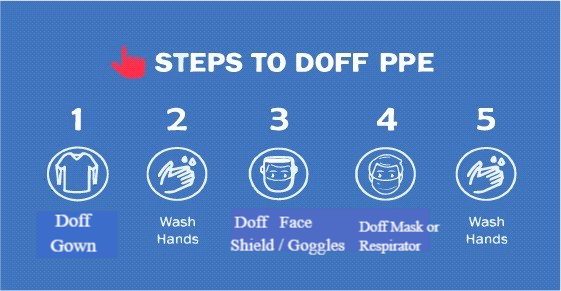 STEPS TO DOFF PPE
1
2
3
4
5
Doff
Gown
Wash
Hands
Doff Face
Shield / Goggles
Doff Mask or
Respirator
Wash
Hands